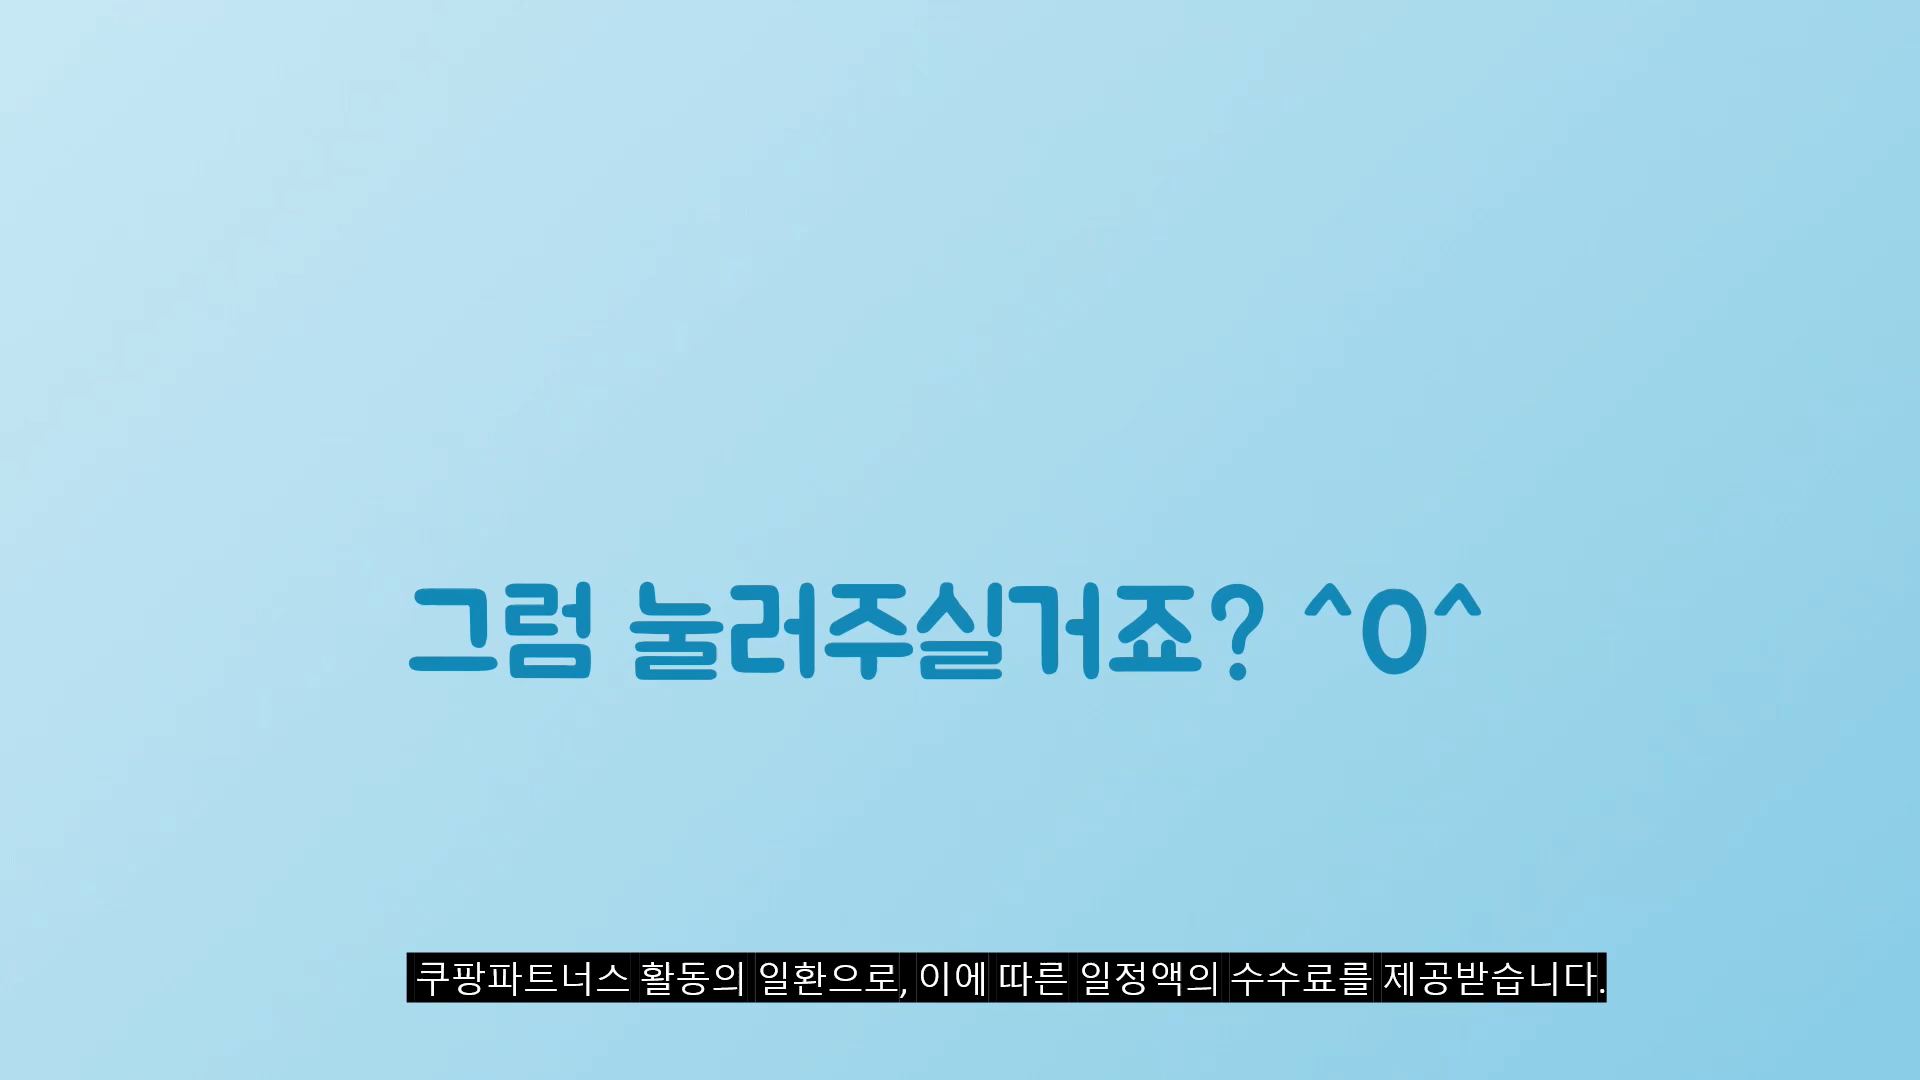 그럼 눌러주실거죠? ^0^
쿠팡파트너스 활동의 일환으로, 이에 따른 일정액의 수수료를 제공받습니다.